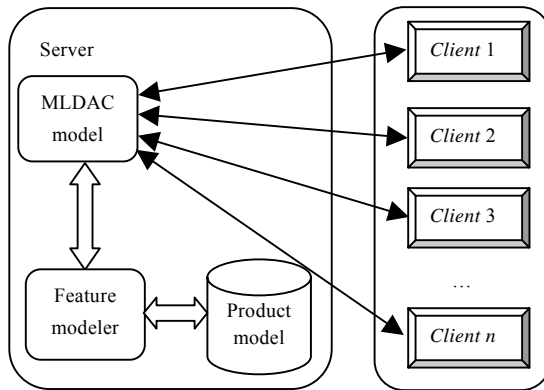 Server
MLDAC
model
Feature
modeler
Product
model
Client 1
Client 2
Client 3
...
Client n